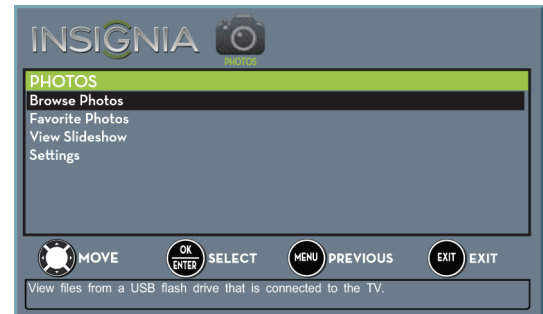 INSIGNIA
PHOTOS
PHOTOS
Browse Photos
Favorite Photos
View Slideshow
Settings
MOVE
OK
ENTER
SELECT
MENU
PREVIOUS
EXIT
EXIT
View files from a USB flash drive that is connected to the TV.